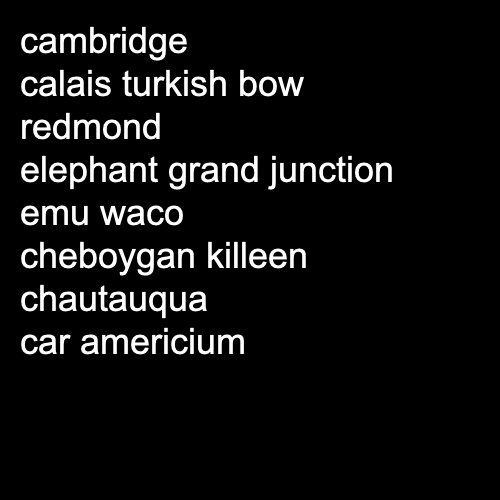 cambridge
calais turkish bow
redmond
elephant grand junction
emu waco
cheboygan killeen
chautauqua
car americium